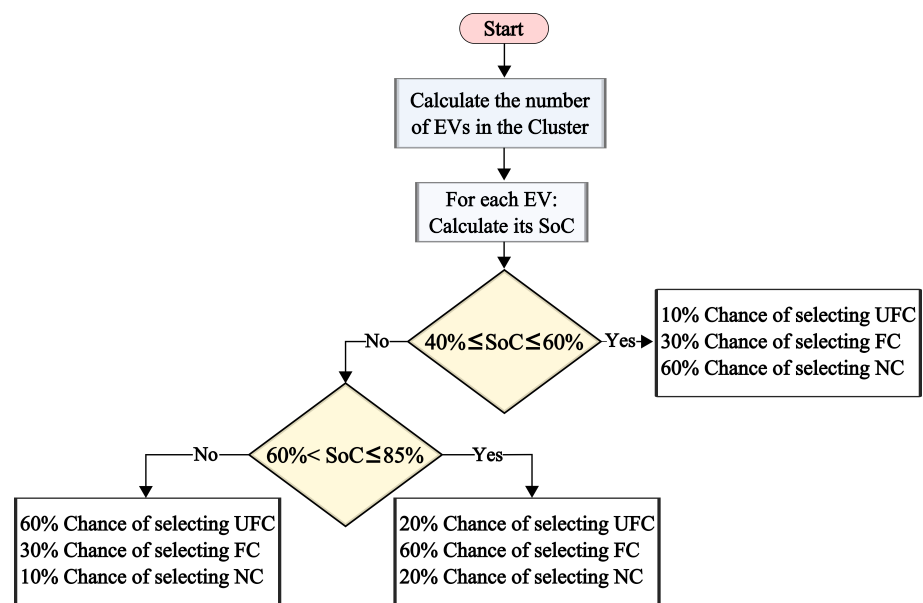 Start
Calculate the number
of EVs in the Cluster
For each EV:
Calculate its SoC
40%≤SoC≤60%
No
Yes
10% Chance of selecting UFC
30% Chance of selecting FC
60% Chance of selecting NC
60%< SoC≤85%
No
Yes
60% Chance of selecting UFC
30% Chance of selecting FC
10% Chance of selecting NC
20% Chance of selecting UFC
60% Chance of selecting FC
20% Chance of selecting NC